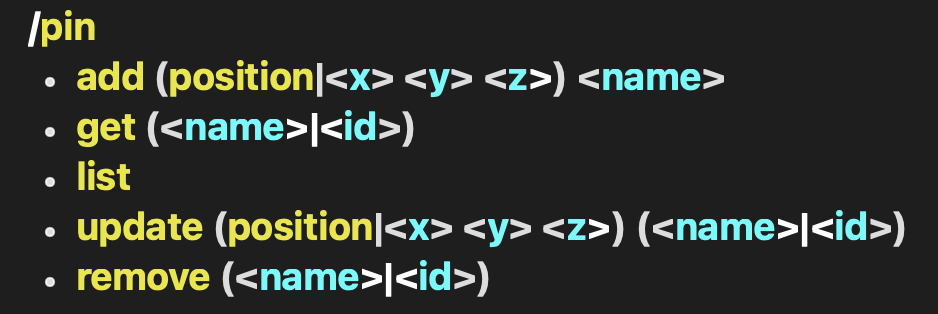 /pin
• add (position|<x> <y> <z>) <name>
• get (<name>|<id>)
• list
• update (position|<x> <y> <z>) (<name>|<id>)
• remove (<name>|<id>)